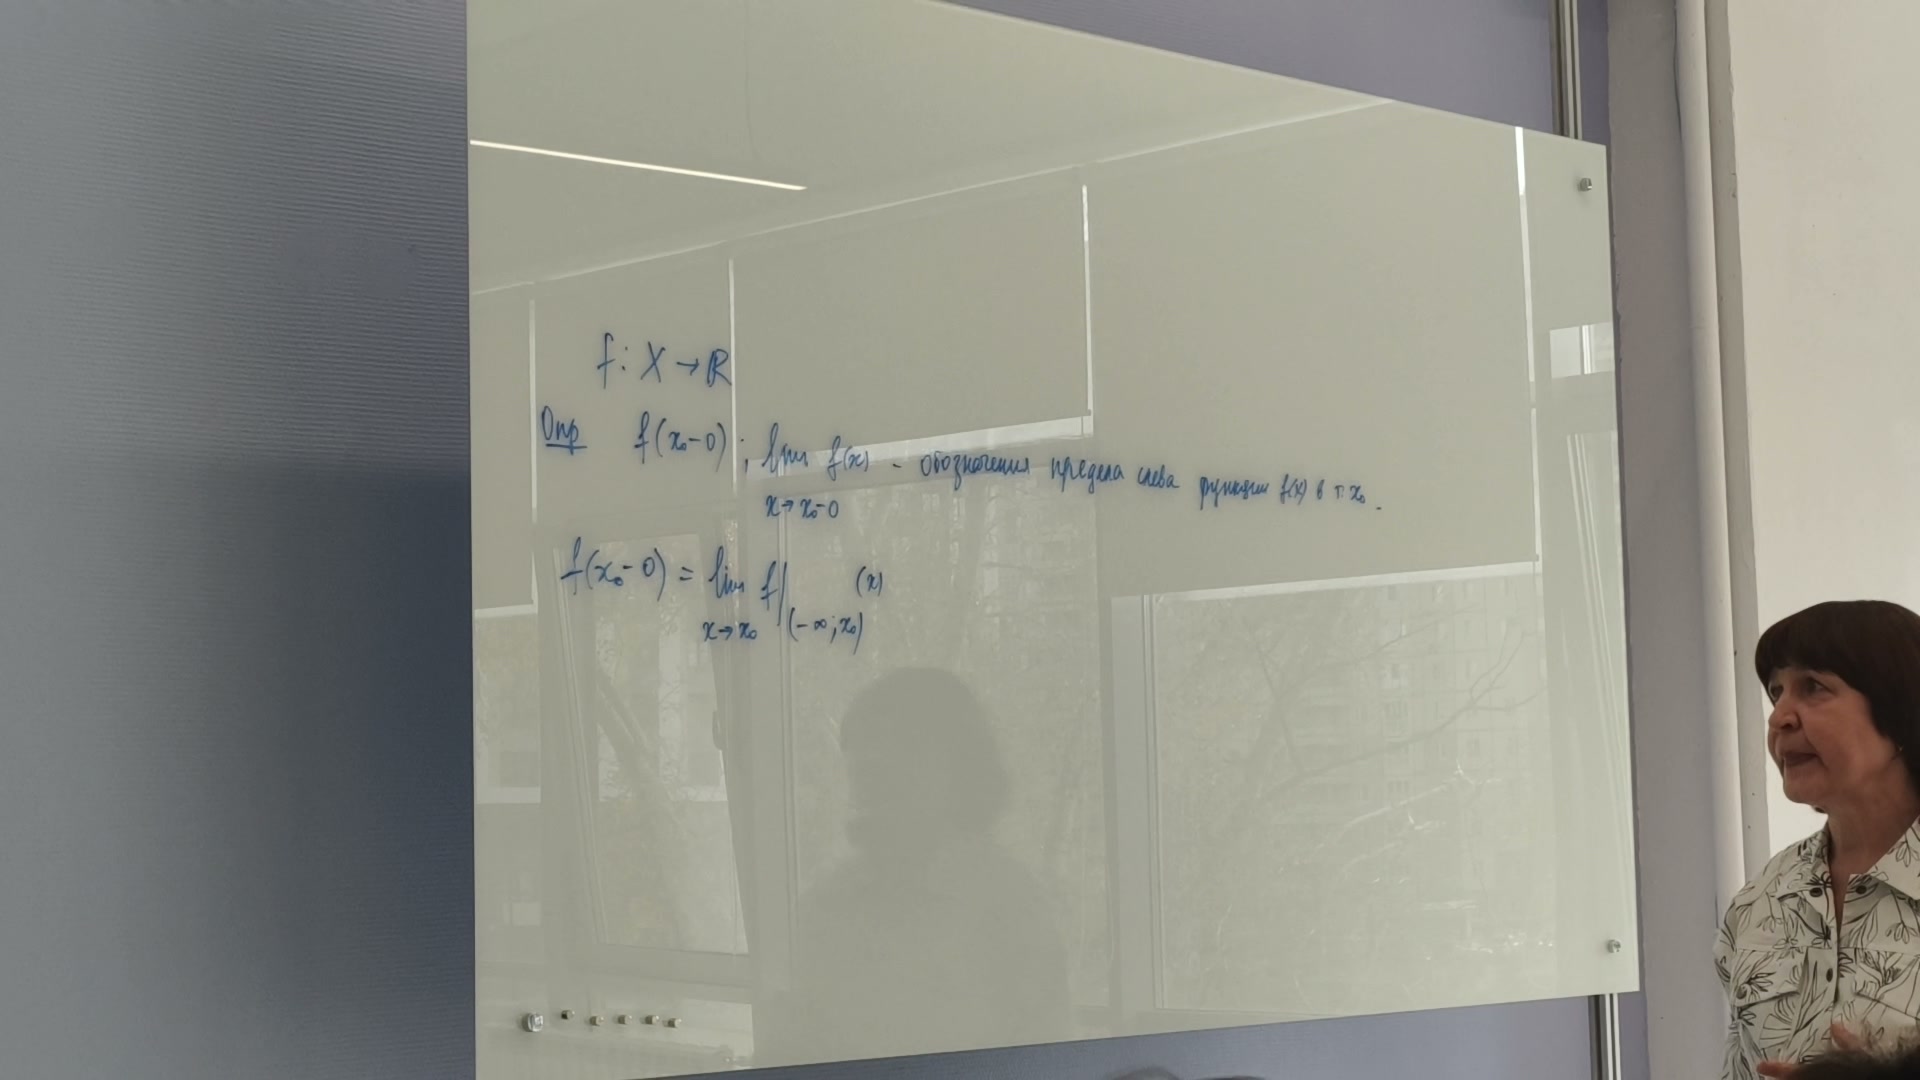 f: X → ℝ
Опр f(x₀-0); lim f(x) - обозначения предела слева функции f(x) в т. x₀.
x→x₀-0
f(x₀-0) = lim f| (x)
x→x₀ (-∞; x₀)